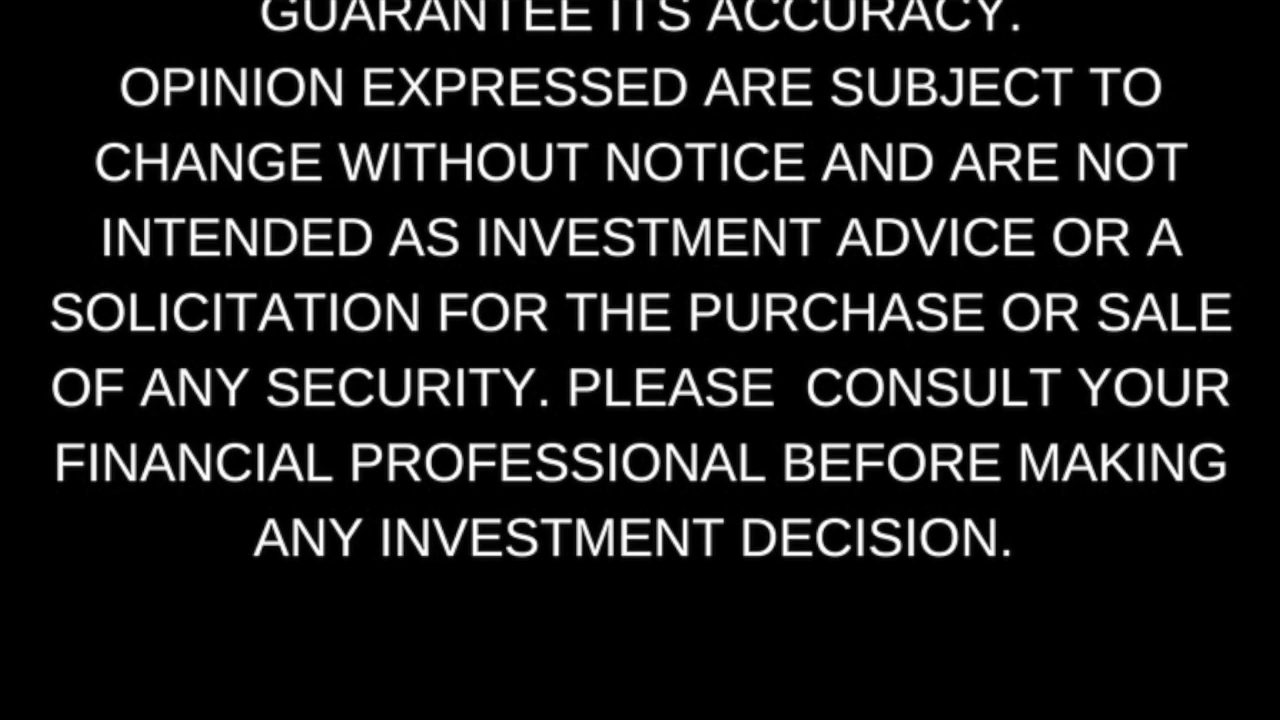 GUARANTEE ITS ACCURACY.
OPINION EXPRESSED ARE SUBJECT TO
CHANGE WITHOUT NOTICE AND ARE NOT
INTENDED AS INVESTMENT ADVICE OR A
SOLICITATION FOR THE PURCHASE OR SALE
OF ANY SECURITY. PLEASE  CONSULT YOUR
FINANCIAL PROFESSIONAL BEFORE MAKING
ANY INVESTMENT DECISION.